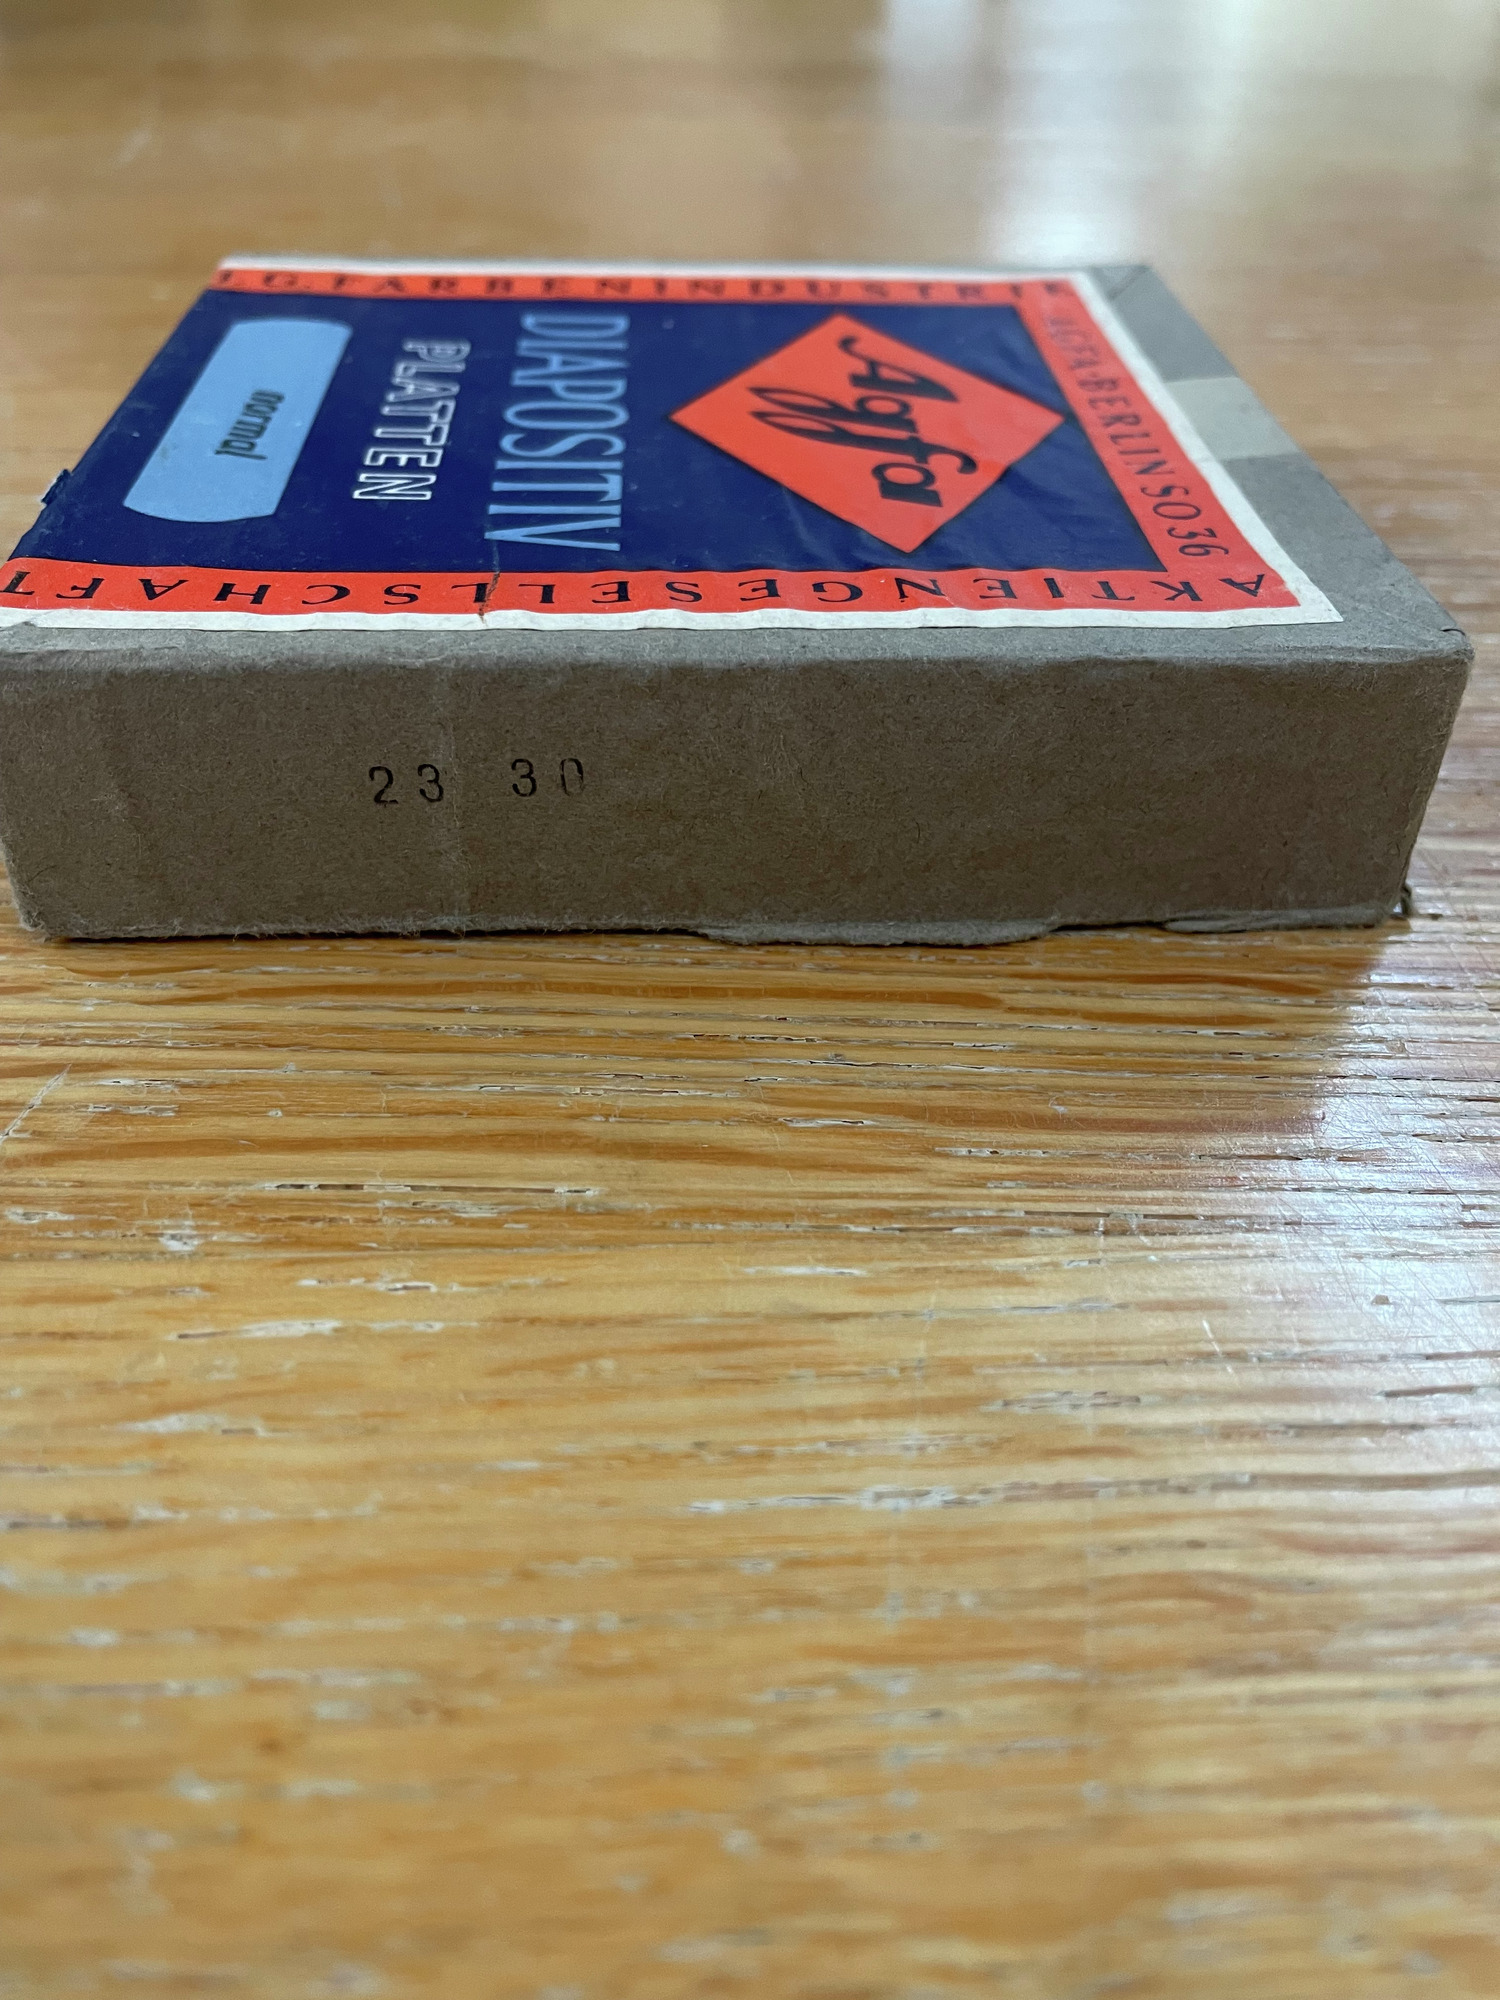 I.G. FARBENINDUSTRIE
AKTIENGESELLSCHAFT
AGFA·BERLIN SO 36
Agfa
DIAPOSITIV
PLATTEN
normal
23 30